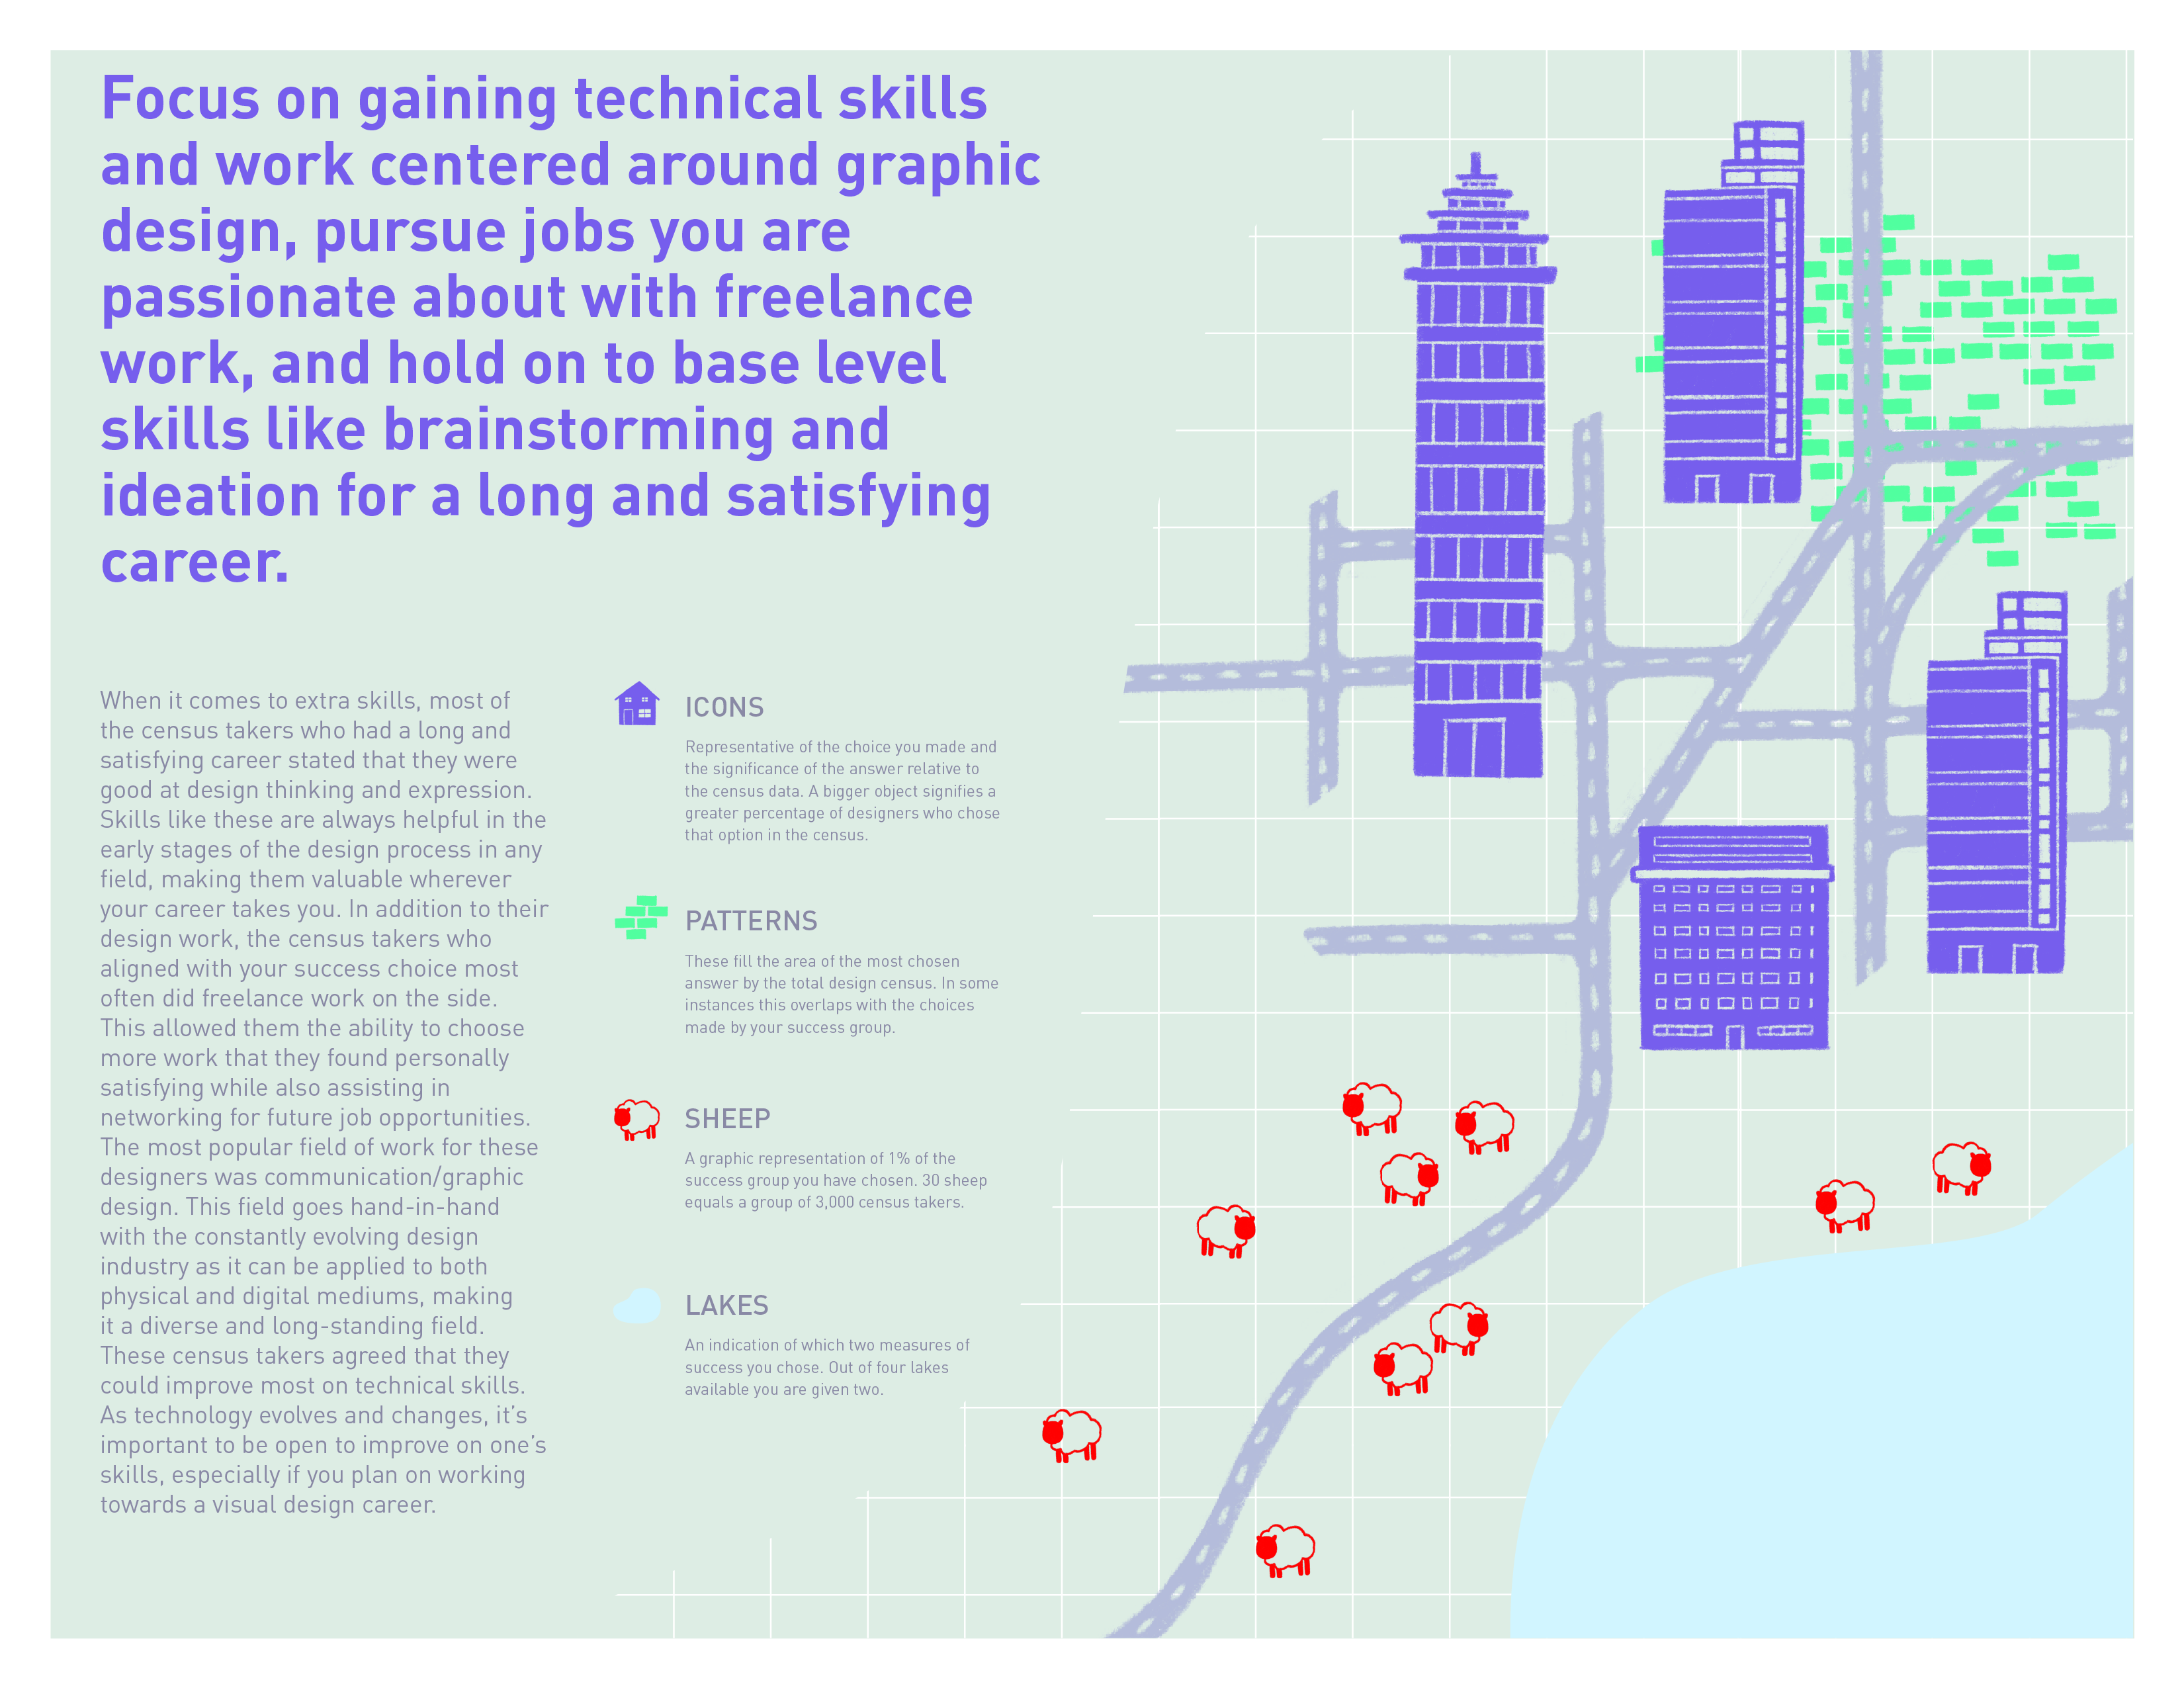 Focus on gaining technical skills
and work centered around graphic
design, pursue jobs you are
passionate about with freelance
work, and hold on to base level
skills like brainstorming and
ideation for a long and satisfying
career.
When it comes to extra skills, most of
the census takers who had a long and
satisfying career stated that they were
good at design thinking and expression.
Skills like these are always helpful in the
early stages of the design process in any
field, making them valuable wherever
your career takes you. In addition to their
design work, the census takers who
aligned with your success choice most
often did freelance work on the side.
This allowed them the ability to choose
more work that they found personally
satisfying while also assisting in
networking for future job opportunities.
The most popular field of work for these
designers was communication/graphic
design. This field goes hand-in-hand
with the constantly evolving design
industry as it can be applied to both
physical and digital mediums, making
it a diverse and long-standing field.
These census takers agreed that they
could improve most on technical skills.
As technology evolves and changes, it’s
important to be open to improve on one’s
skills, especially if you plan on working
towards a visual design career.
ICONS
Representative of the choice you made and
the significance of the answer relative to
the census data. A bigger object signifies a
greater percentage of designers who chose
that option in the census.
PATTERNS
These fill the area of the most chosen
answer by the total design census. In some
instances this overlaps with the choices
made by your success group.
SHEEP
A graphic representation of 1% of the
success group you have chosen. 30 sheep
equals a group of 3,000 census takers.
LAKES
An indication of which two measures of
success you chose. Out of four lakes
available you are given two.